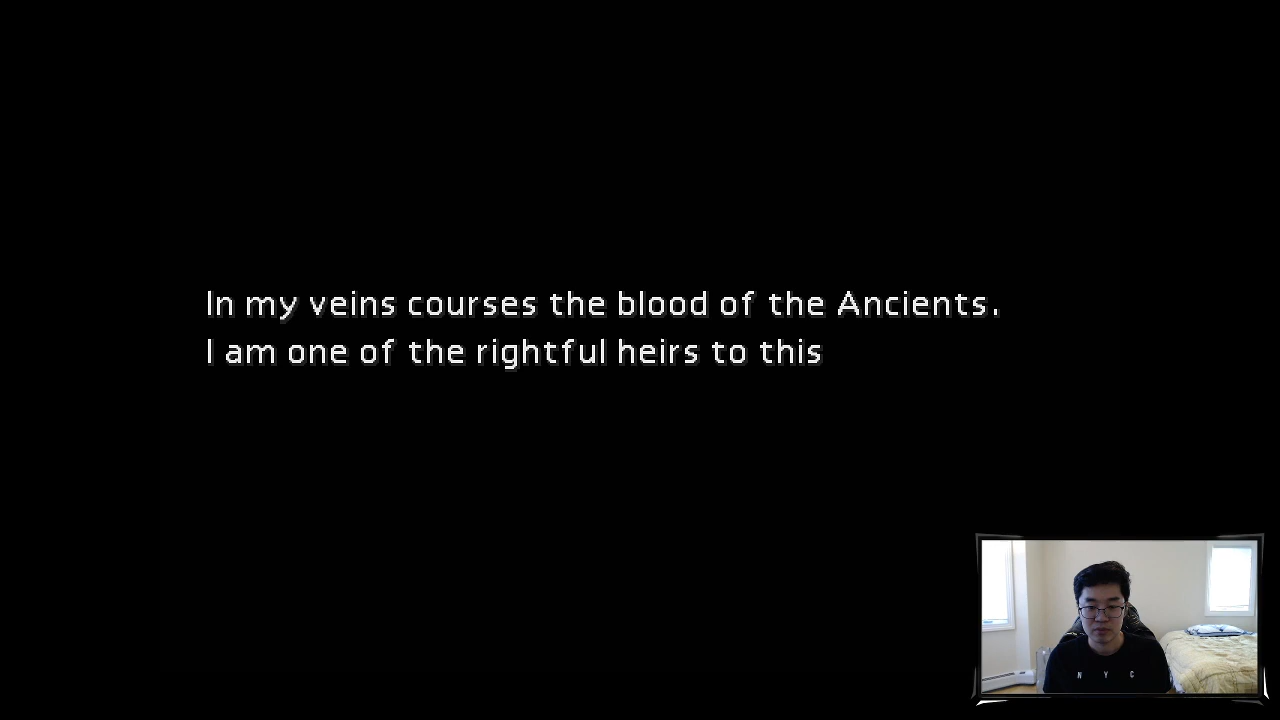 In my veins courses the blood of the Ancients.
I am one of the rightful heirs to this
N Y C